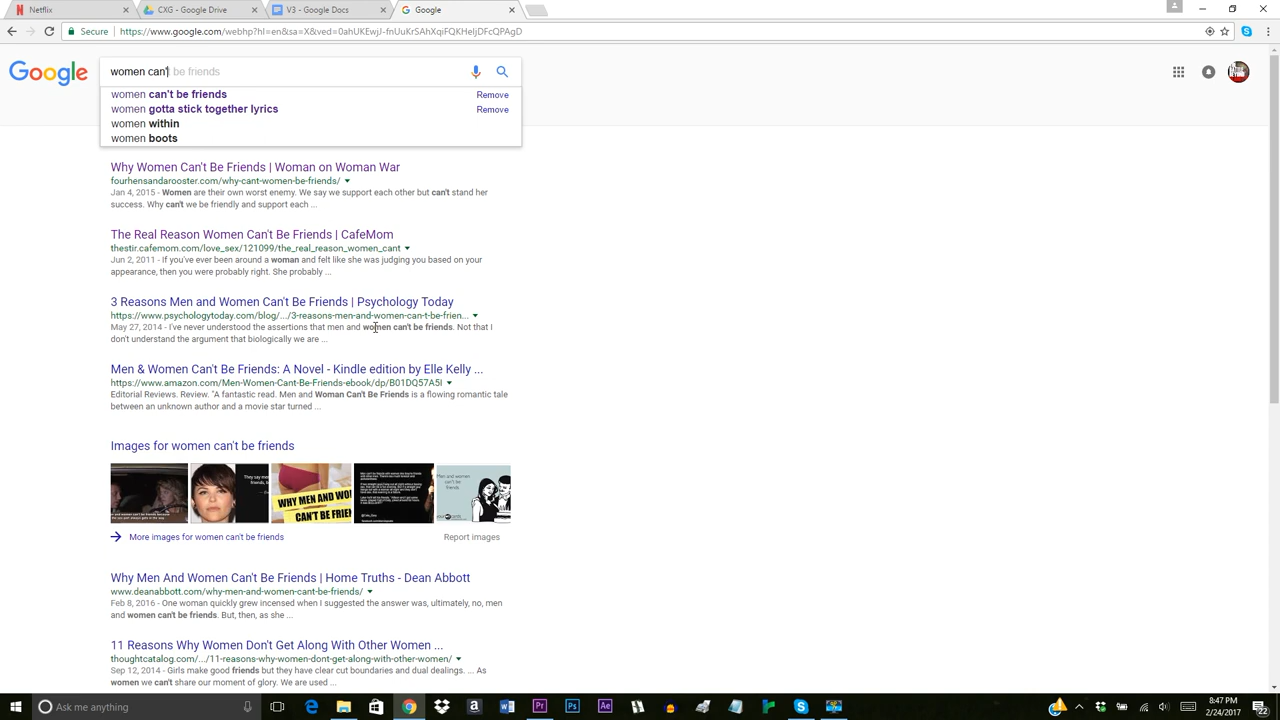 Netflix
CXG - Google Drive
V3 - Google Docs
Google
Secure https://www.google.com/webhp?hl=en&sa=X&ved=0ahUKEwjJ-fnUuKrSAhXqiFQKHeIjDFcQPAgD
Google
women can't be friends
women can't be friends Remove
women gotta stick together lyrics Remove
women within
women boots
Why Women Can't Be Friends | Woman on Woman War
fourhensandarooster.com/why-cant-women-be-friends/
Jan 4, 2015 - Women are their own worst enemy. We say we support each other but can't stand her
success. Why can't we be friendly and support each ...
The Real Reason Women Can't Be Friends | CafeMom
thestir.cafemom.com/love_sex/121099/the_real_reason_women_cant
Jun 2, 2011 - If you've ever been around a woman and felt like she was judging you based on your
appearance, then you were probably right. She probably ...
3 Reasons Men and Women Can't Be Friends | Psychology Today
https://www.psychologytoday.com/blog/.../3-reasons-men-and-women-can-t-be-frien...
May 27, 2014 - I've never understood the assertions that men and women can't be friends. Not that I
don't understand the argument that biologically we are ...
Men & Women Can't Be Friends: A Novel - Kindle edition by Elle Kelly ...
https://www.amazon.com/Men-Women-Cant-Be-Friends-ebook/dp/B01DQ57A5I
Editorial Reviews. Review. "A fantastic read. Men and Woman Can't Be Friends is a flowing romantic tale
between an unknown author and a movie star turned ...
Images for women can't be friends
WHY MEN AND WO
CAN'T BE FRIE
Men and women
can't be
friends.
More images for women can't be friends
Report images
Why Men And Women Can't Be Friends | Home Truths - Dean Abbott
www.deanabbott.com/why-men-and-women-cant-be-friends/
Feb 8, 2016 - One woman quickly grew incensed when I suggested the answer was, ultimately, no, men
and women can't be friends. But, then, as she ...
11 Reasons Why Women Don't Get Along With Other Women ...
thoughtcatalog.com/.../11-reasons-why-women-dont-get-along-with-other-women/
Sep 12, 2014 - Girls make good friends but they have clear cut boundaries and dual dealings. ... As
women we can't share our moment of glory. We are used ...
Ask me anything
8:47 PM
2/24/2017
22